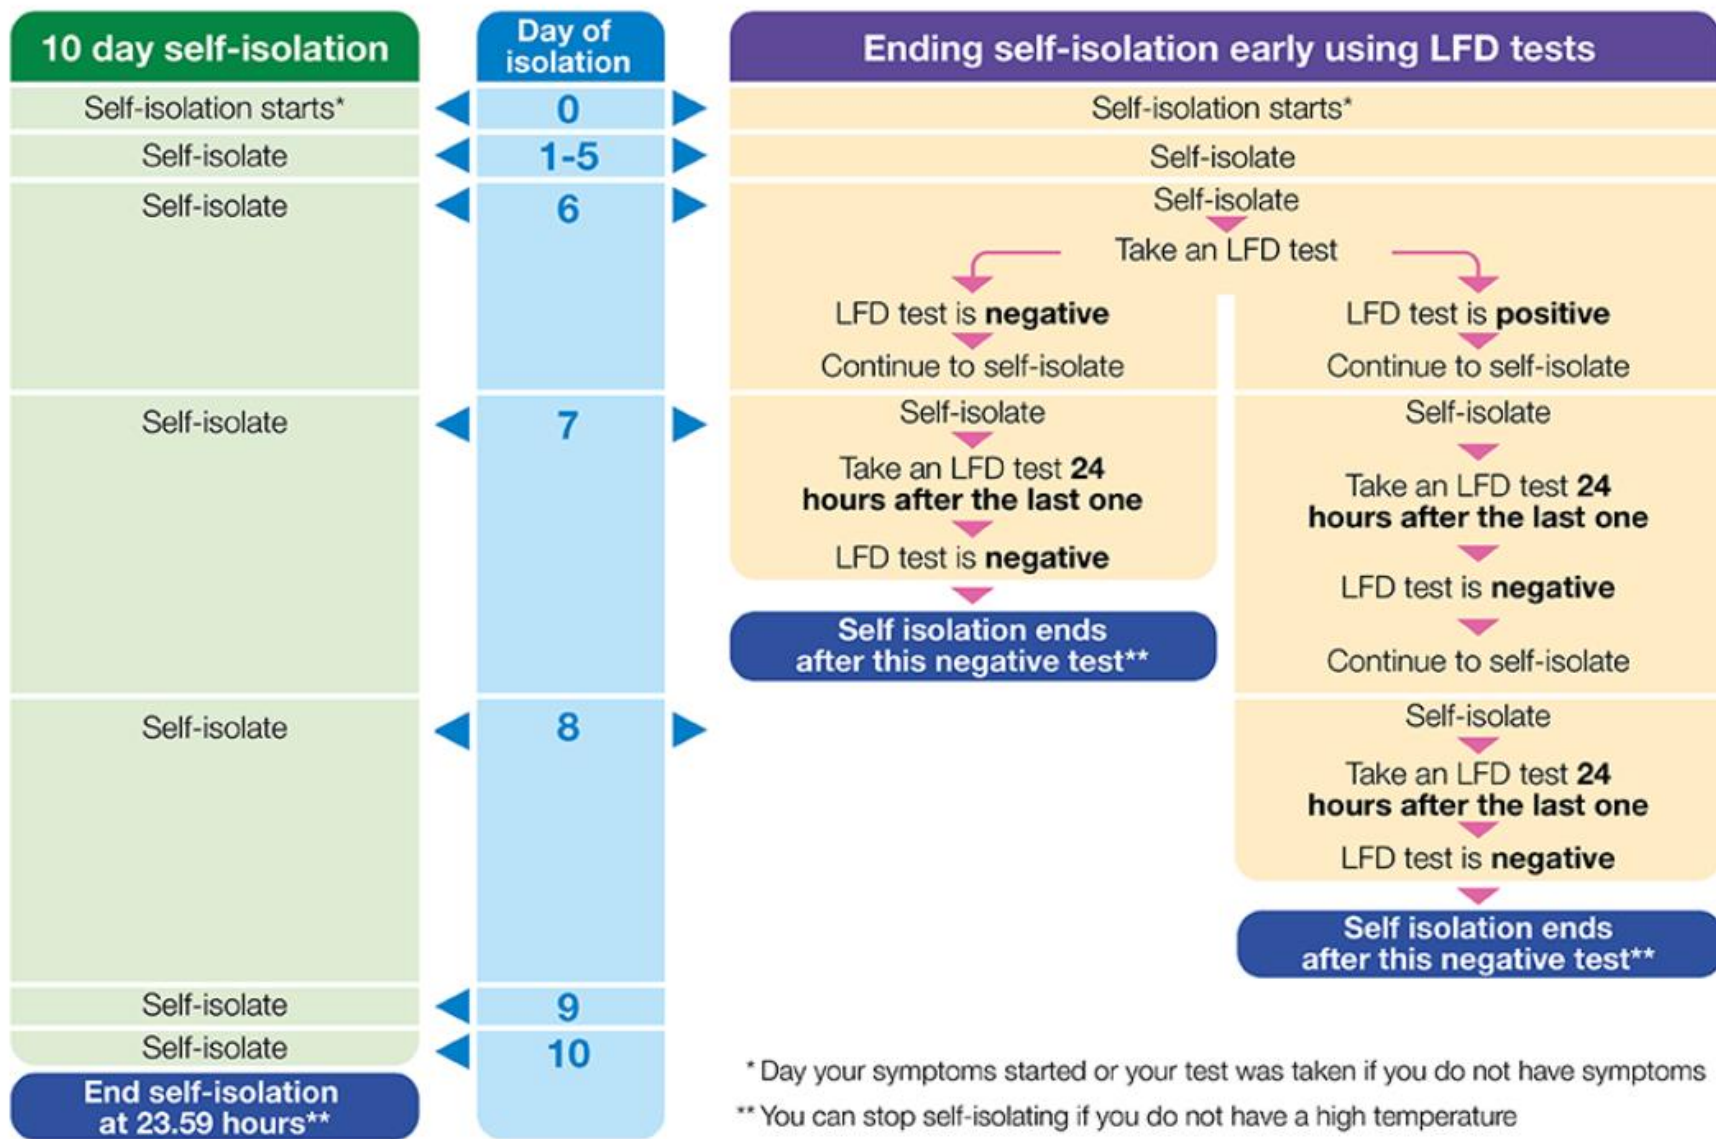 10 day self-isolation
Day of
isolation
Ending self-isolation early using LFD tests
Self-isolation starts*
0
Self-isolation starts*
Self-isolate
1-5
Self-isolate
Self-isolate
6
Self-isolate
Take an LFD test
LFD test is negative
LFD test is positive
Continue to self-isolate
Continue to self-isolate
Self-isolate
7
Self-isolate
Take an LFD test 24
hours after the last one
LFD test is negative
Self isolation ends
after this negative test**
Self-isolate
Take an LFD test 24
hours after the last one
LFD test is negative
Continue to self-isolate
Self-isolate
8
Self-isolate
Take an LFD test 24
hours after the last one
LFD test is negative
Self isolation ends
after this negative test**
Self-isolate
9
Self-isolate
10
End self-isolation
at 23.59 hours**
* Day your symptoms started or your test was taken if you do not have symptoms
** You can stop self-isolating if you do not have a high temperature